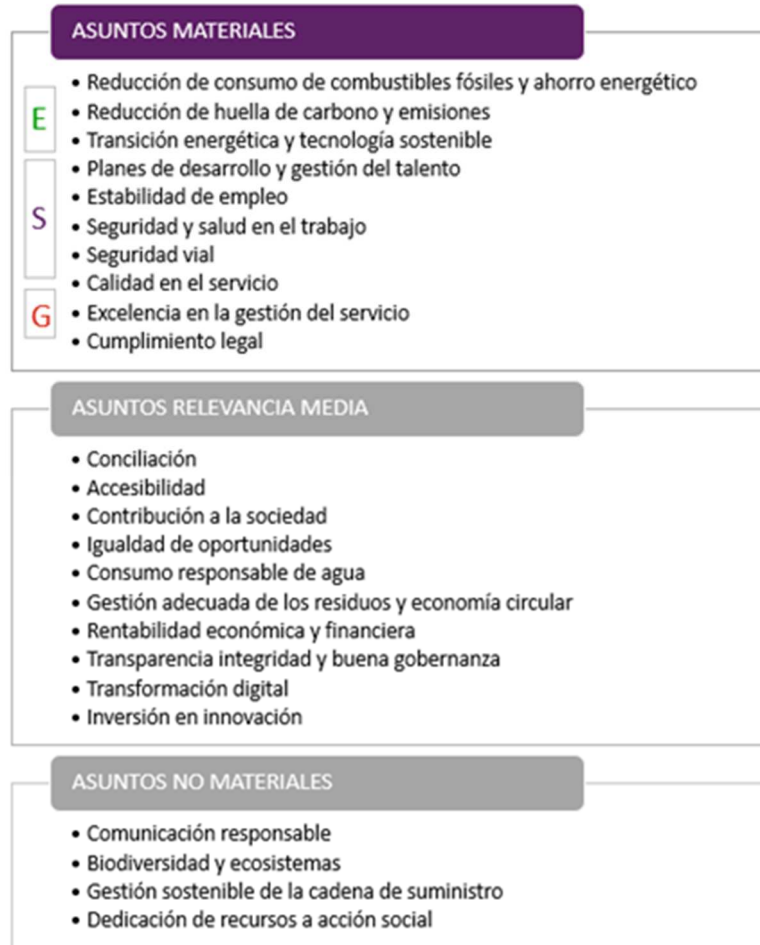 ASUNTOS MATERIALES
• Reducción de consumo de combustibles fósiles y ahorro energético
E
• Reducción de huella de carbono y emisiones
• Transición energética y tecnología sostenible
• Planes de desarrollo y gestión del talento
• Estabilidad de empleo
S
• Seguridad y salud en el trabajo
• Seguridad vial
• Calidad en el servicio
G
• Excelencia en la gestión del servicio
• Cumplimiento legal
ASUNTOS RELEVANCIA MEDIA
• Conciliación
• Accesibilidad
• Contribución a la sociedad
• Igualdad de oportunidades
• Consumo responsable de agua
• Gestión adecuada de los residuos y economía circular
• Rentabilidad económica y financiera
• Transparencia integridad y buena gobernanza
• Transformación digital
• Inversión en innovación
ASUNTOS NO MATERIALES
• Comunicación responsable
• Biodiversidad y ecosistemas
• Gestión sostenible de la cadena de suministro
• Dedicación de recursos a acción social